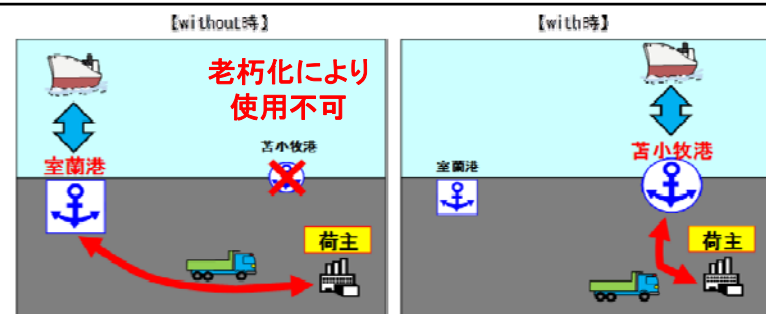 【without時】
【with時】
老朽化により
使用不可
苫小牧港
室蘭港
荷主
苫小牧港
室蘭港
荷主